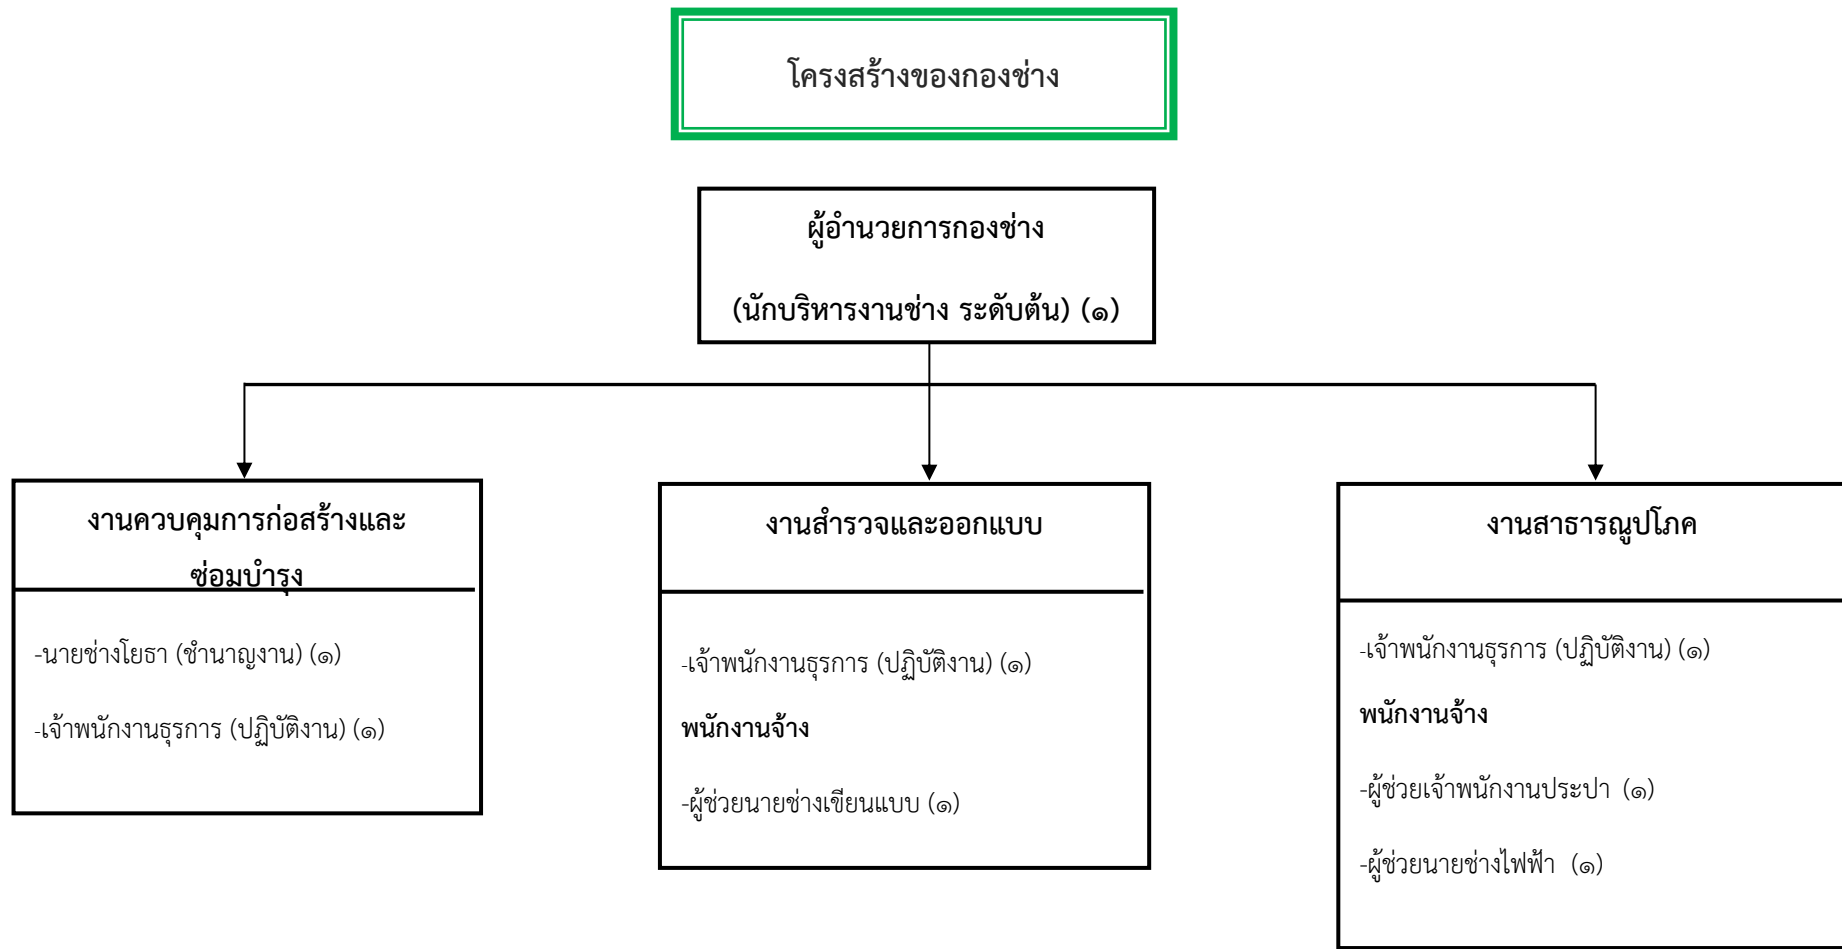 โครงสร้างของกองช่าง
ผู้อำนวยการกองช่าง
(นักบริหารงานช่าง ระดับต้น) (๑)
งานควบคุมการก่อสร้างและ
ซ่อมบำรุง
-นายช่างโยธา (ชำนาญงาน) (๑)
-เจ้าพนักงานธุรการ (ปฏิบัติงาน) (๑)
งานสำรวจและออกแบบ
-เจ้าพนักงานธุรการ (ปฏิบัติงาน) (๑)
พนักงานจ้าง
-ผู้ช่วยนายช่างเขียนแบบ (๑)
งานสาธารณูปโภค
-เจ้าพนักงานธุรการ (ปฏิบัติงาน) (๑)
พนักงานจ้าง
-ผู้ช่วยเจ้าพนักงานประปา (๑)
-ผู้ช่วยนายช่างไฟฟ้า (๑)